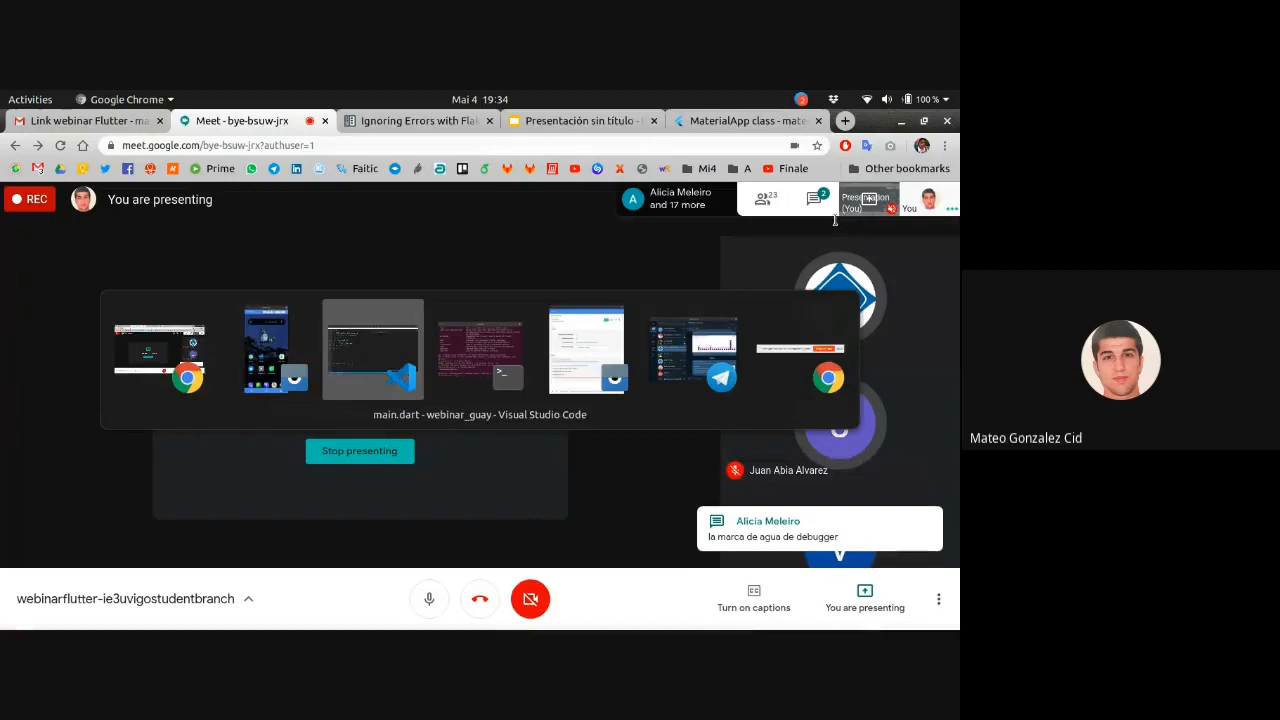 Activities
Google Chrome
Mai 4 19:34
2
100 %
Link webinar Flutter - ma
Meet - bye-bsuw-jrx
Ignoring Errors with Flak
Presentación sin título - 
MaterialApp class - mate
meet.google.com/bye-bsuw-jrx?authuser=1
Prime
Faitic
Mi4
A
Finale
Other bookmarks
REC
You are presenting
A
Alicia Meleiro
and 17 more
23
2
(You)
You
main.dart - webinar_guay - Visual Studio Code
Stop presenting
Juan Abia Alvarez
Alicia Meleiro
la marca de agua de debugger
webinarflutter-ie3uvigostudentbranch
Turn on captions
You are presenting
Mateo Gonzalez Cid